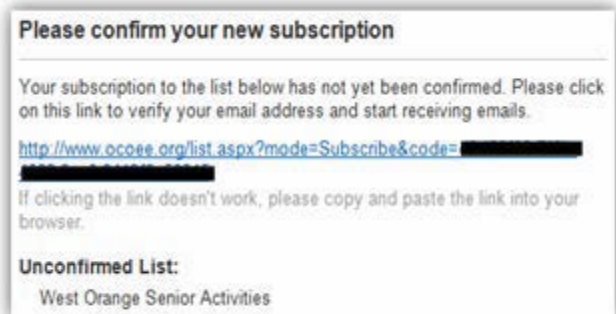 Please confirm your new subscription
Your subscription to the list below has not yet been confirmed. Please click
on this link to verify your email address and start receiving emails.
http://www.ocoee.org/list.aspx?mode=Subscribe&code=
If clicking the link doesn't work, please copy and paste the link into your
browser.
Unconfirmed List:
West Orange Senior Activities